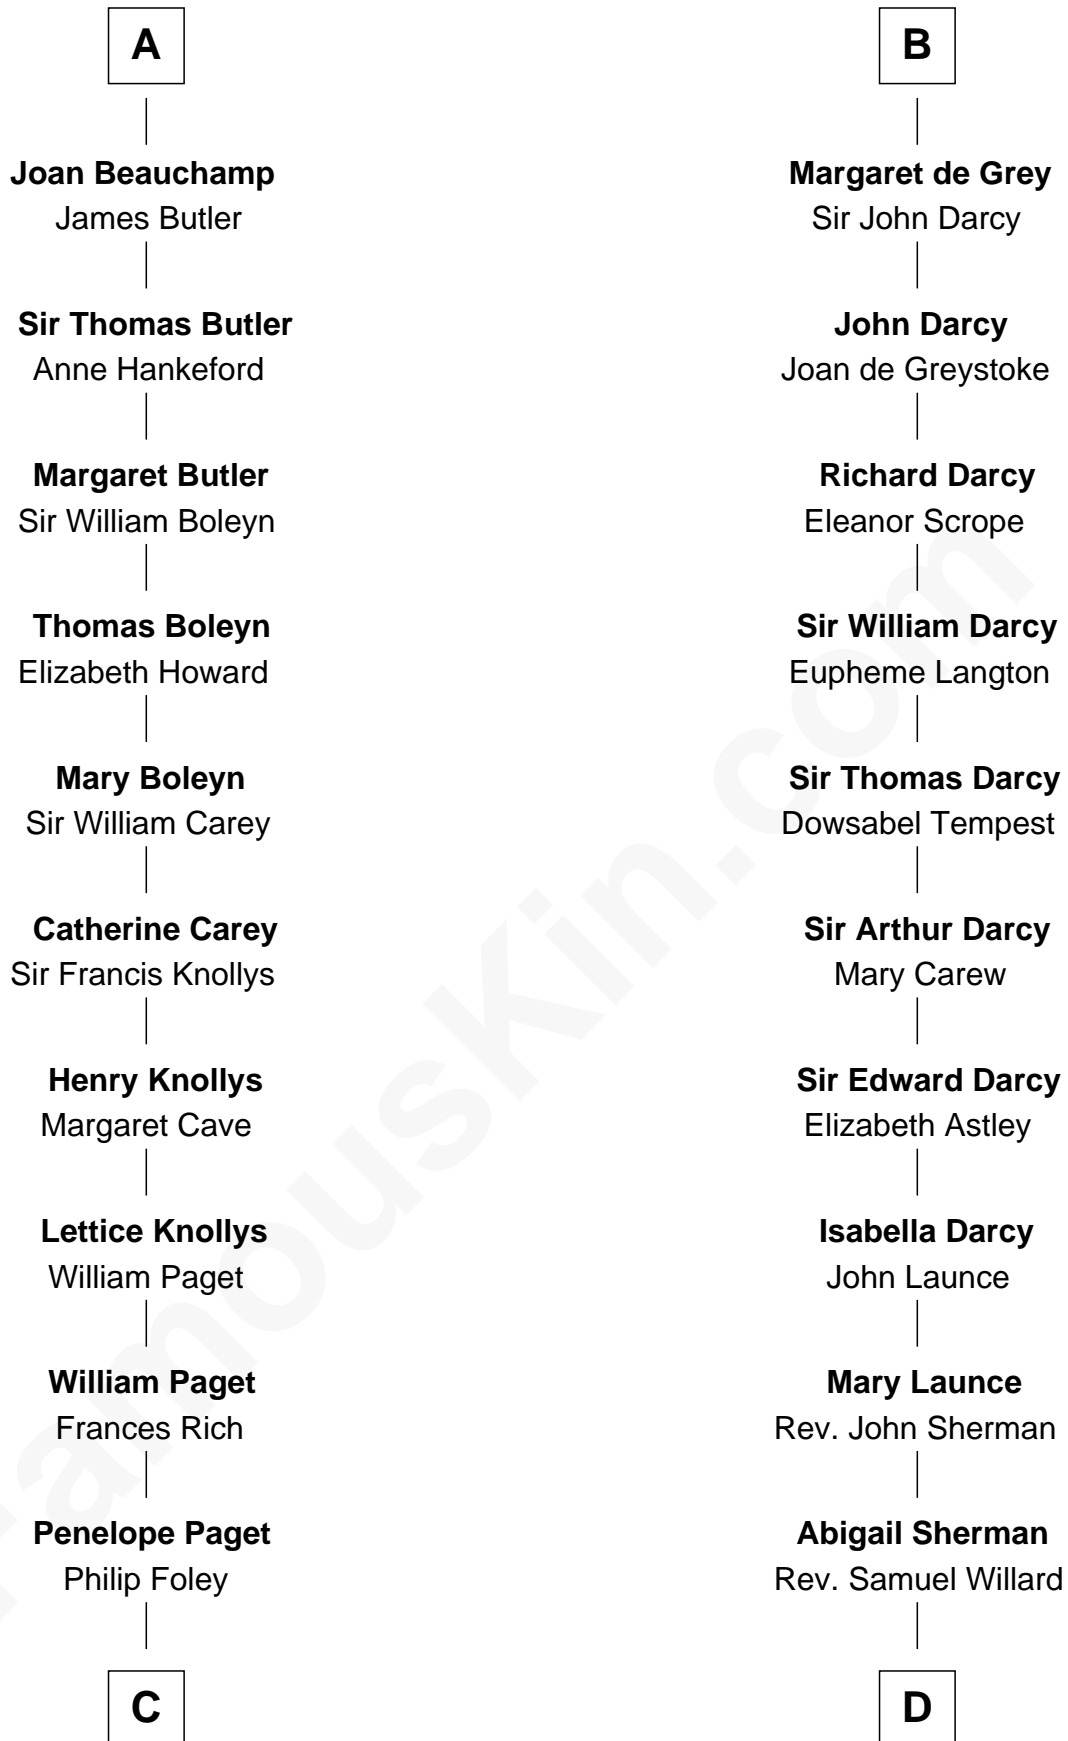 A
Joan Beauchamp
James Butler
Sir Thomas Butler
Anne Hankeford
Margaret Butler
Sir William Boleyn
Thomas Boleyn
Elizabeth Howard
Mary Boleyn
Sir William Carey
Catherine Carey
Sir Francis Knollys
Henry Knollys
Margaret Cave
Lettice Knollys
William Paget
William Paget
Frances Rich
Penelope Paget
Philip Foley
C
B
Margaret de Grey
Sir John Darcy
John Darcy
Joan de Greystoke
Richard Darcy
Eleanor Scrope
Sir William Darcy
Eupheme Langton
Sir Thomas Darcy
Dowsabel Tempest
Sir Arthur Darcy
Mary Carew
Sir Edward Darcy
Elizabeth Astley
Isabella Darcy
John Launce
Mary Launce
Rev. John Sherman
Abigail Sherman
Rev. Samuel Willard
D
FamousKin.com